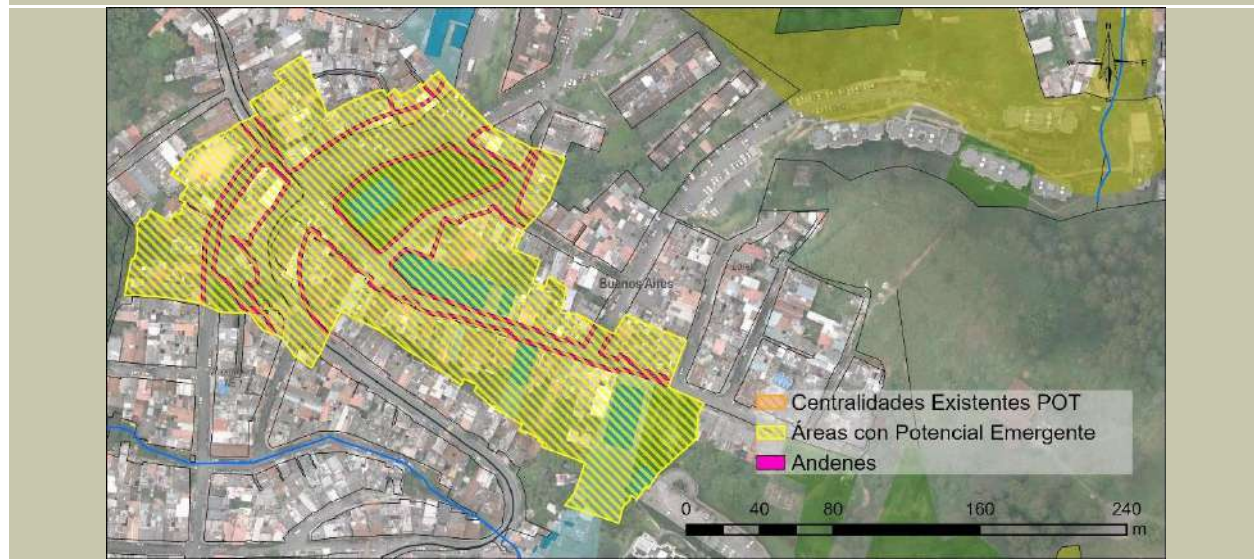 N
W E
Buenos Aires
Centralidades Existentes POT
Áreas con Potencial Emergente
Andenes
0 40 80 160 240
m